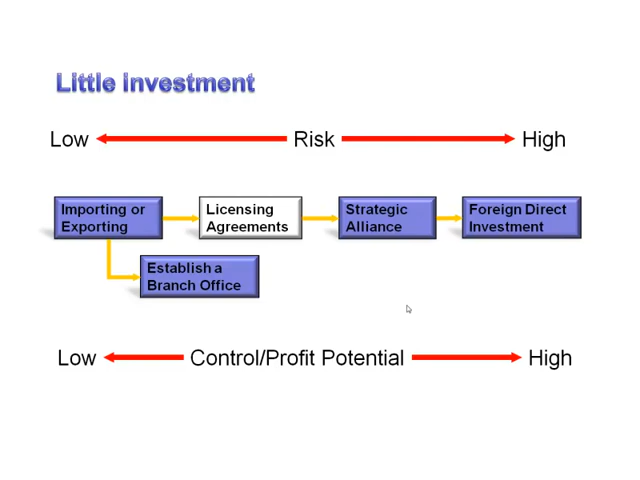 Little Investment
Low Risk High
Importing or
Exporting
Licensing
Agreements
Strategic
Alliance
Foreign Direct
Investment
Establish a
Branch Office
Low Control/Profit Potential High